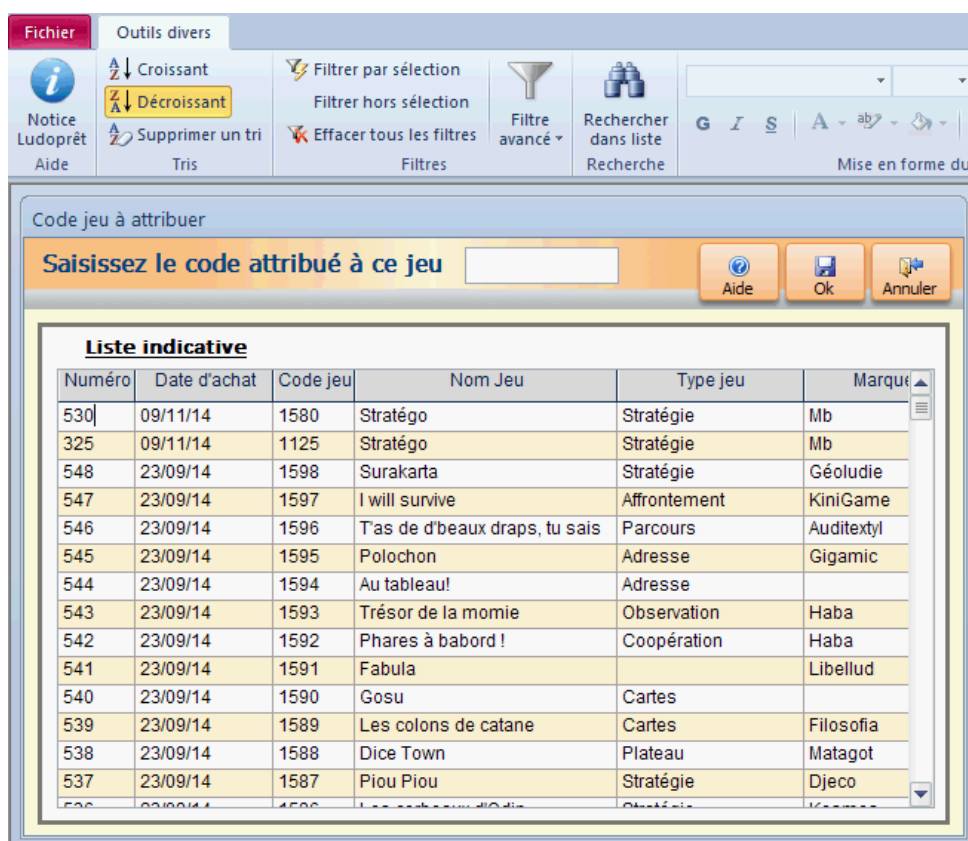 Fichier Outils divers
Croissant Filtrer par sélection
Décroissant Filtrer hors sélection
Notice Ludoprêt Supprimer un tri Effacer tous les filtres Filtre avancé Rechercher dans liste G I S A ab
Aide Tris Filtres Recherche Mise en forme du
Code jeu à attribuer
Saisissez le code attribué à ce jeu Aide Ok Annuler
Liste indicative
Numéro Date d'achat Code jeu Nom Jeu Type jeu Marque
530 09/11/14 1580 Stratégo Stratégie Mb
325 09/11/14 1125 Stratégo Stratégie Mb
548 23/09/14 1598 Surakarta Stratégie Géoludie
547 23/09/14 1597 I will survive Affrontement KiniGame
546 23/09/14 1596 T'as de d'beaux draps, tu sais Parcours Auditextyl
545 23/09/14 1595 Polochon Adresse Gigamic
544 23/09/14 1594 Au tableau! Adresse
543 23/09/14 1593 Trésor de la momie Observation Haba
542 23/09/14 1592 Phares à babord ! Coopération Haba
541 23/09/14 1591 Fabula Libellud
540 23/09/14 1590 Gosu Cartes
539 23/09/14 1589 Les colons de catane Cartes Filosofia
538 23/09/14 1588 Dice Town Plateau Matagot
537 23/09/14 1587 Piou Piou Stratégie Djeco